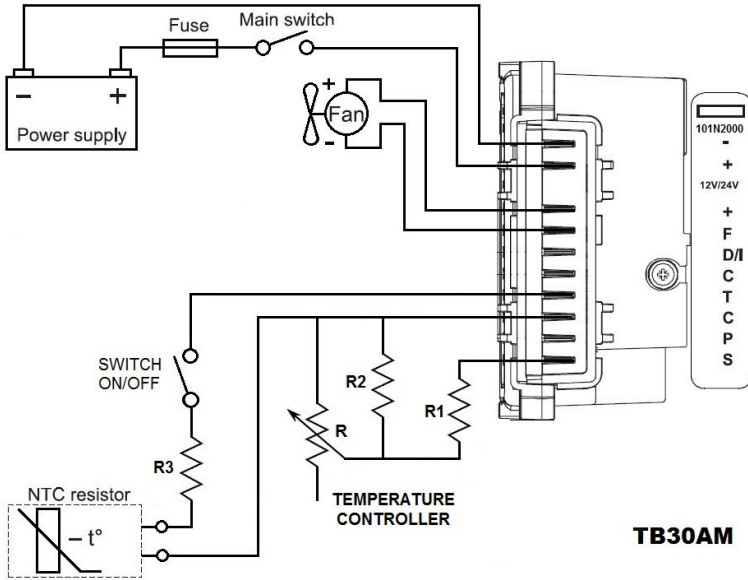 Fuse
Main switch
− +
Power supply
+
Fan
-
101N2000
-
+
12V/24V
+
F
D/I
C
T
C
P
S
SWITCH
ON/OFF
R2
R1
R
R3
NTC resistor
− t°
TEMPERATURE
CONTROLLER
TB30AM